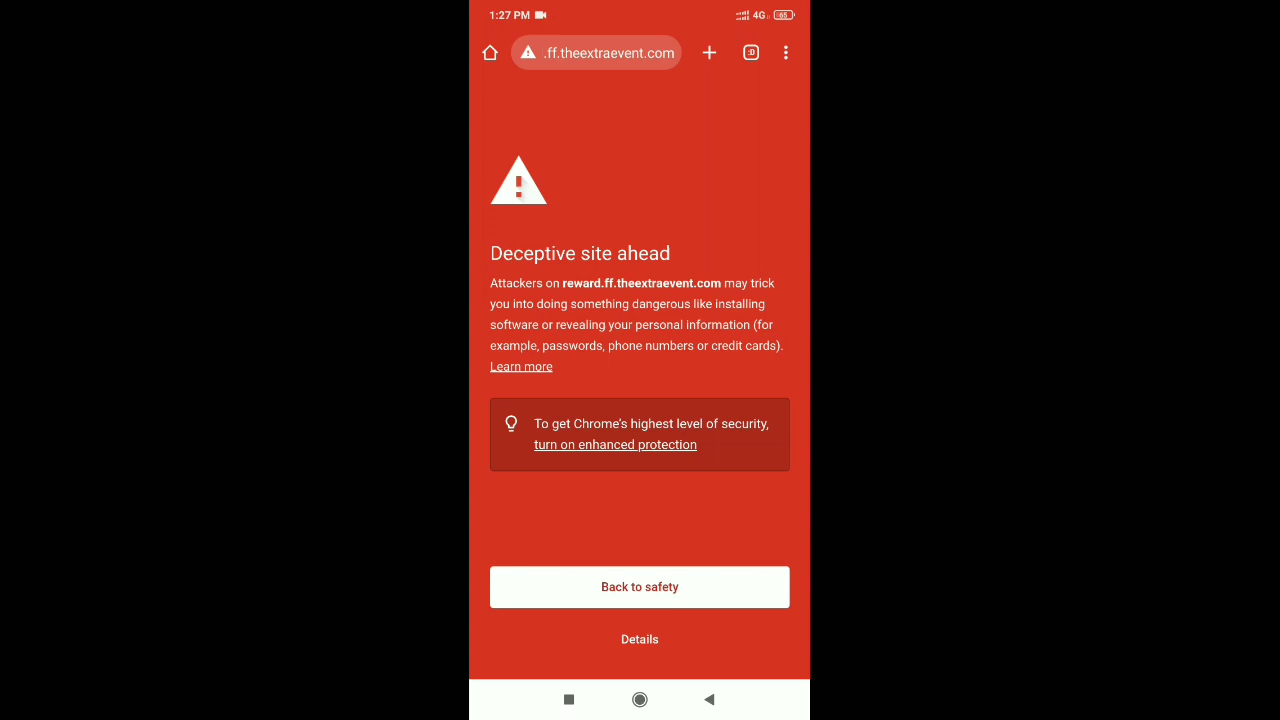 1:27 PM 4G 65
.ff.theextraevent.com :D
Deceptive site ahead
Attackers on reward.ff.theextraevent.com may trick
you into doing something dangerous like installing
software or revealing your personal information (for
example, passwords, phone numbers or credit cards).
Learn more
To get Chrome's highest level of security,
turn on enhanced protection
Back to safety
Details